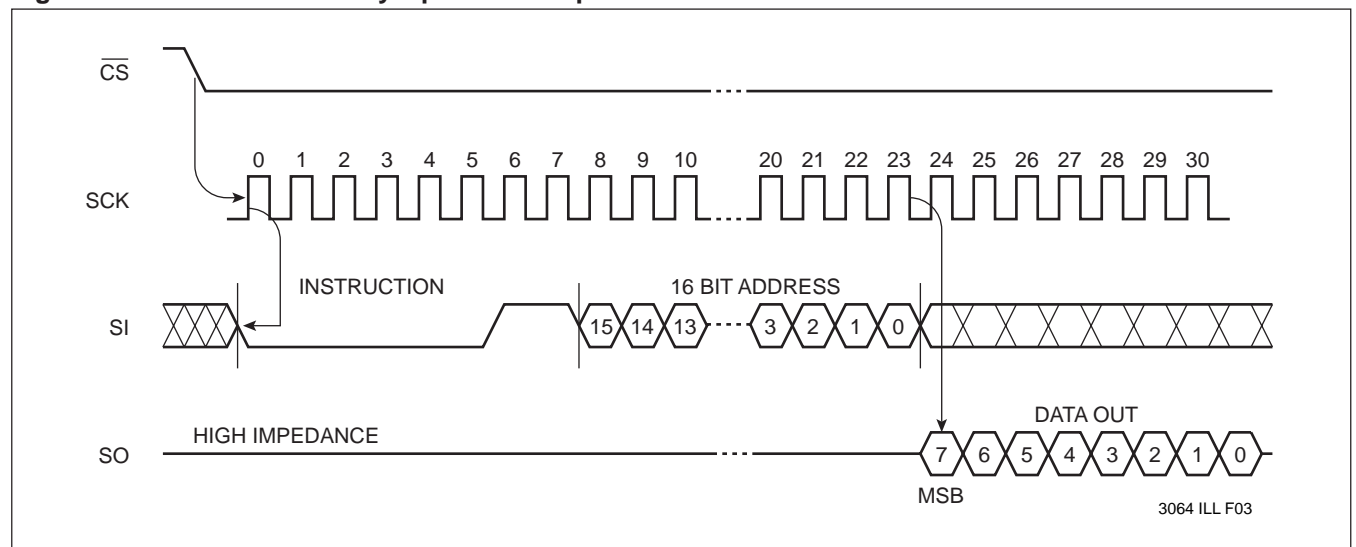 CS
0 1 2 3 4 5 6 7 8 9 10 20 21 22 23 24 25 26 27 28 29 30
SCK
INSTRUCTION 16 BIT ADDRESS
SI 15 14 13 3 2 1 0
DATA OUT
HIGH IMPEDANCE
SO 7 6 5 4 3 2 1 0
MSB
3064 ILL F03